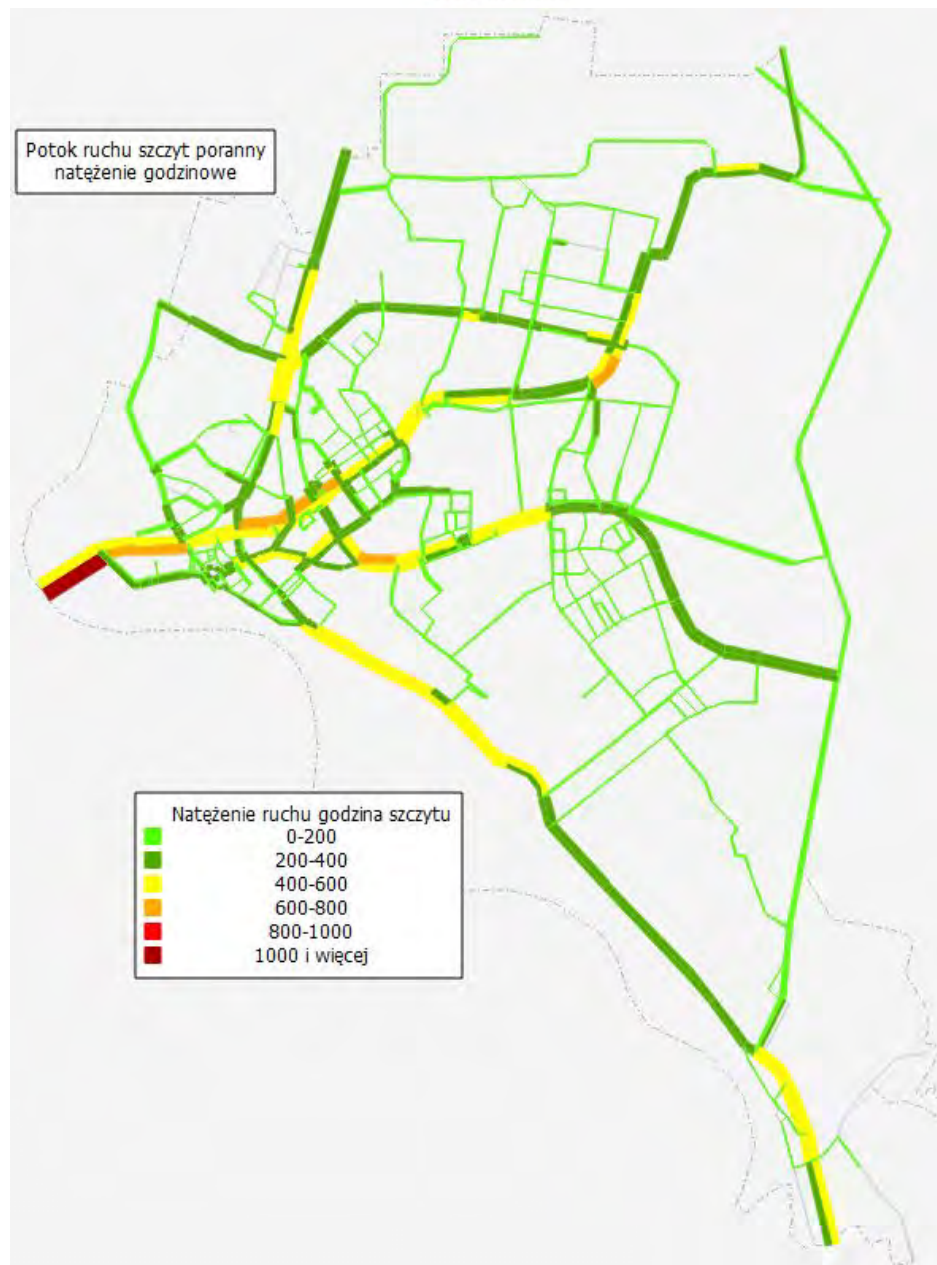 Potok ruchu szczyt poranny
natężenie godzinowe
Natężenie ruchu godzina szczytu
0-200
200-400
400-600
600-800
800-1000
1000 i więcej